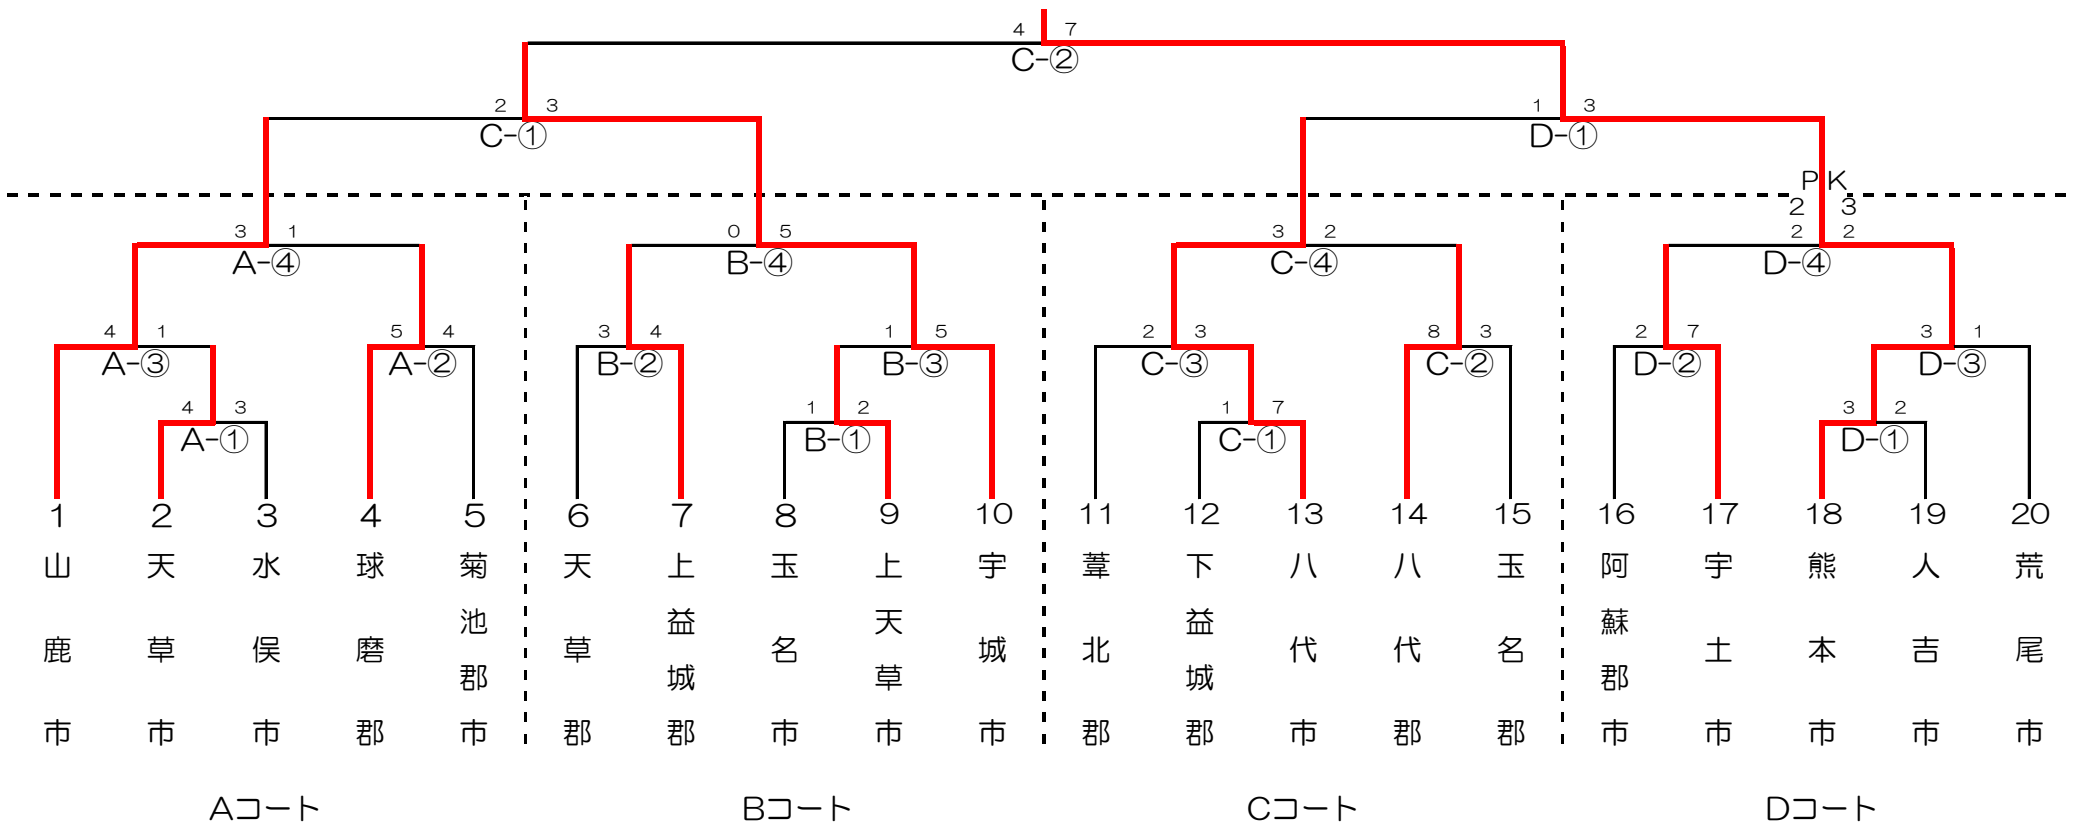 4 7
C-②
2 3
C-①
1 3
D-①
PK
2 3
3 1
A-④
0 5
B-④
3 2
C-④
2 2
D-④
4 1
A-③
5 4
A-②
3 4
B-②
1 5
B-③
2 3
C-③
8 3
C-②
2 7
D-②
3 1
D-③
4 3
A-①
1 2
B-①
1 7
C-①
3 2
D-①
1 2 3 4 5 6 7 8 9 10 11 12 13 14 15 16 17 18 19 20
山鹿市
天草市
水俣市
球磨郡
菊池郡市
天草郡
上益城郡
玉名市
上天草市
宇城市
葦北郡
下益城郡
八代市
八代郡
玉名郡
阿蘇郡市
宇土市
熊本市
人吉市
荒尾市
Aコート
Bコート
Cコート
Dコート